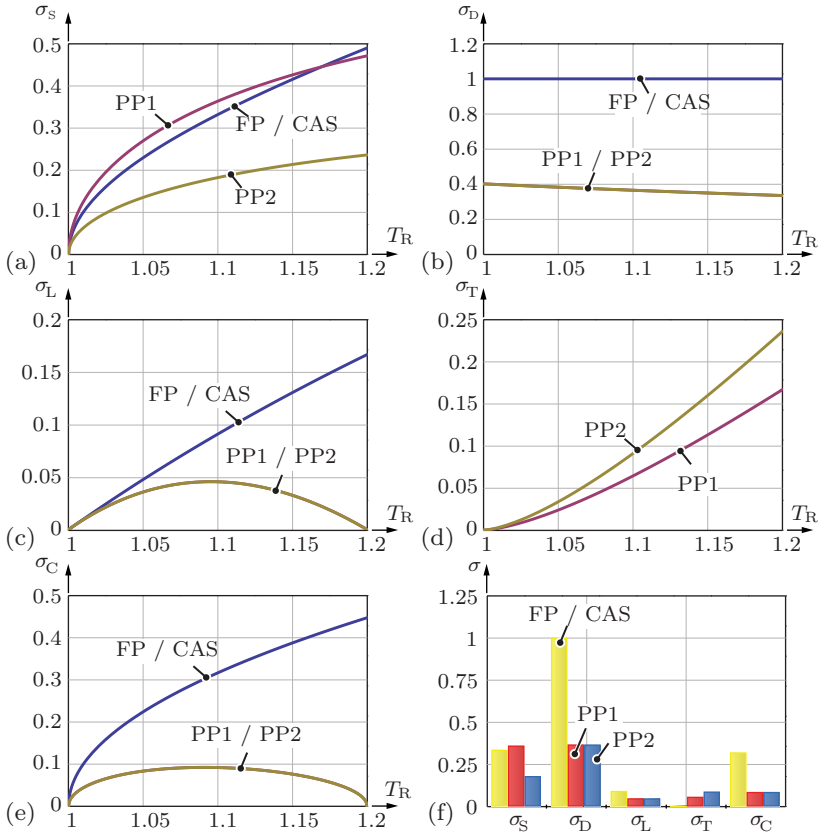 σS
0.5
0.4
0.3
0.2
0.1
0
PP1
FP / CAS
PP2
TR
(a)
1 1.05 1.1 1.15 1.2
σD
1.2
1
0.8
0.6
0.4
0.2
0
FP / CAS
PP1 / PP2
TR
(b)
1 1.05 1.1 1.15 1.2
σL
0.2
0.15
0.1
0.05
0
FP / CAS
PP1 / PP2
TR
(c)
1 1.05 1.1 1.15 1.2
σT
0.25
0.2
0.15
0.1
0.05
0
PP2
PP1
TR
(d)
1 1.05 1.1 1.15 1.2
σC
0.5
0.4
0.3
0.2
0.1
0
FP / CAS
PP1 / PP2
TR
(e)
1 1.05 1.1 1.15 1.2
σ
1.25
1
0.75
0.5
0.25
0
FP / CAS
PP1
PP2
(f)
σS σD σL σT σC